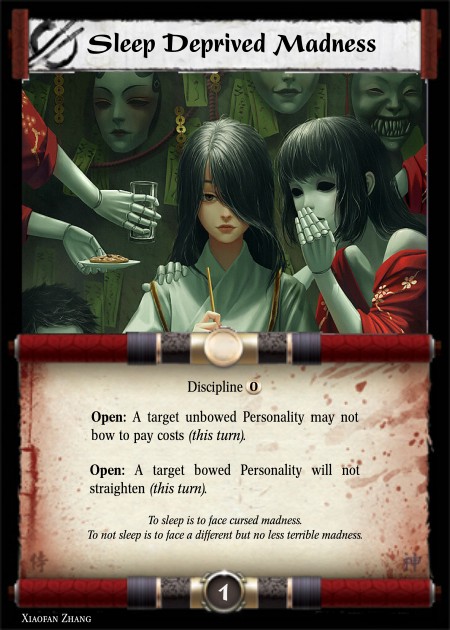 Sleep Deprived Madness
Discipline 0
Open: A target unbowed Personality may not
bow to pay costs (this turn).
Open: A target bowed Personality will not
straighten (this turn).
To sleep is to face cursed madness.
To not sleep is to face a different but no less terrible madness.
1
Xiaofan Zhang